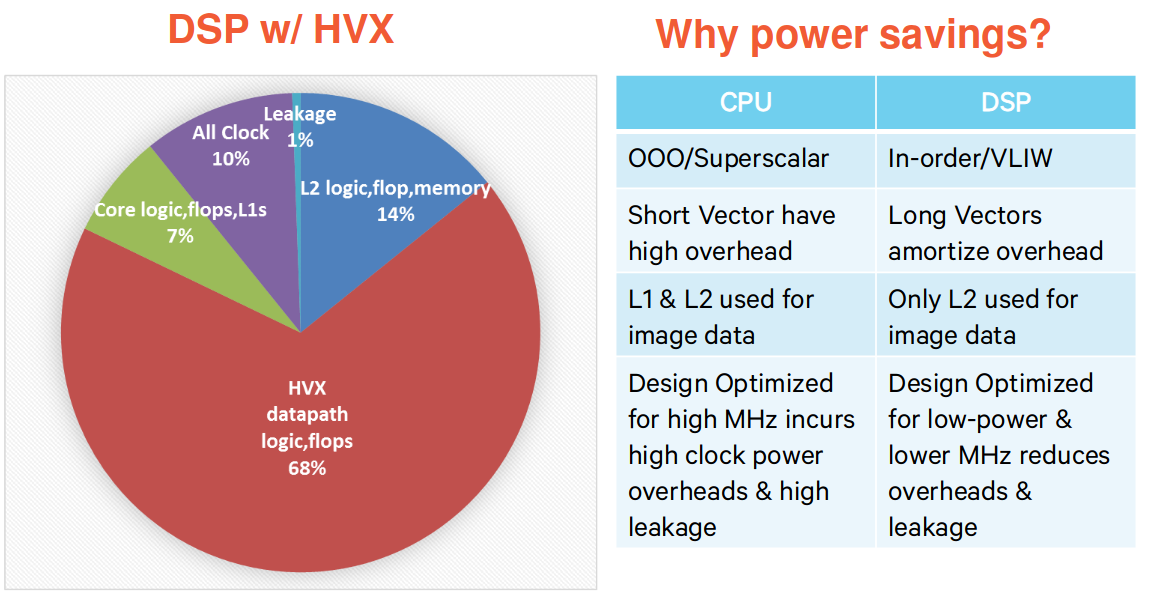 DSP w/ HVX
Leakage
1%
All Clock
10%
L2 logic,flop,memory
14%
Core logic,flops,L1s
7%
HVX
datapath
logic,flops
68%
Why power savings?
CPU
DSP
OOO/Superscalar
In-order/VLIW
Short Vector have
high overhead
Long Vectors
amortize overhead
L1 & L2 used for
image data
Only L2 used for
image data
Design Optimized
for high MHz incurs
high clock power
overheads & high
leakage
Design Optimized
for low-power &
lower MHz reduces
overheads &
leakage